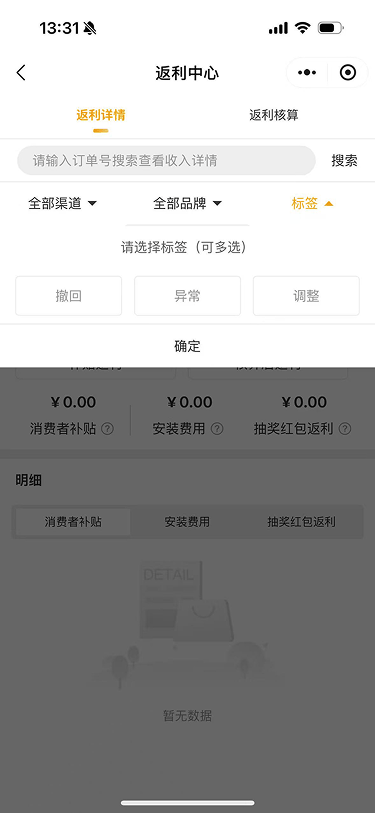 13:31
返利中心
返利详情
返利核算
请输入订单号搜索查看收入详情
搜索
全部渠道
全部品牌
标签
请选择标签（可多选）
撤回
异常
调整
确定
¥0.00
¥0.00
¥0.00
消费者补贴 ?
安装费用 ?
抽奖红包返利 ?
明细
消费者补贴
安装费用
抽奖红包返利
DETAIL
暂无数据